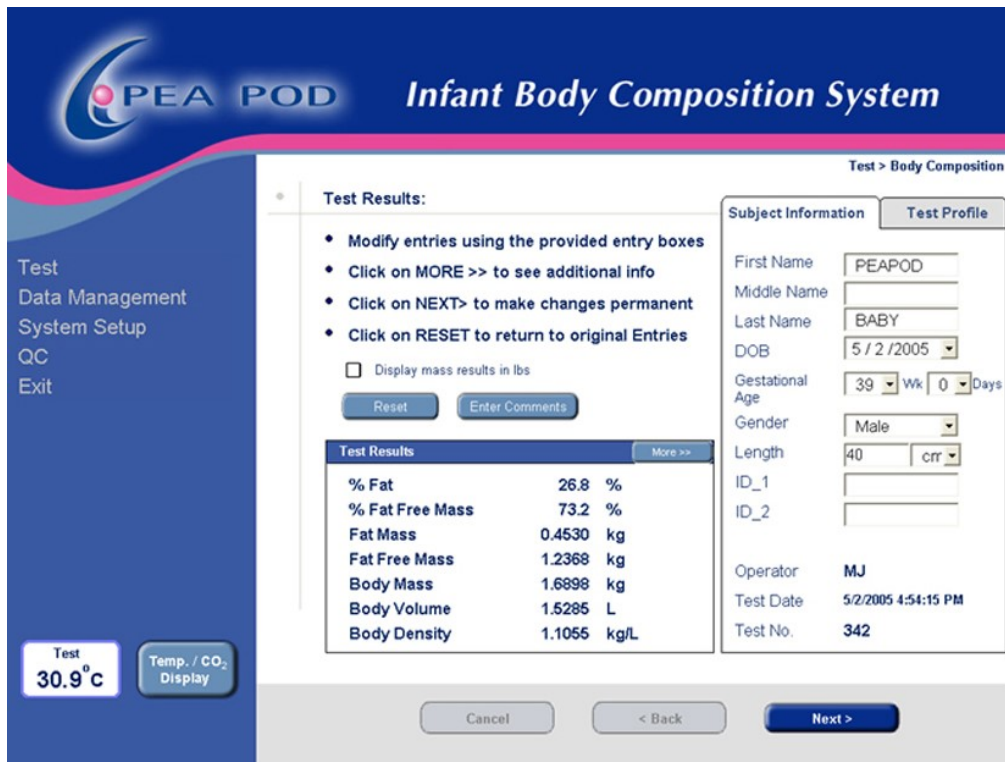 PEA POD
Infant Body Composition System
Test > Body Composition
Test
Data Management
System Setup
QC
Exit
Test Results:
• Modify entries using the provided entry boxes
• Click on MORE >> to see additional info
• Click on NEXT> to make changes permanent
• Click on RESET to return to original Entries
Display mass results in lbs
Reset Enter Comments
Test Results More >>
% Fat 26.8 %
% Fat Free Mass 73.2 %
Fat Mass 0.4530 kg
Fat Free Mass 1.2368 kg
Body Mass 1.6898 kg
Body Volume 1.5285 L
Body Density 1.1055 kg/L
Subject Information Test Profile
First Name PEAPOD
Middle Name
Last Name BABY
DOB 5 / 2 /2005
Gestational
Age 39 Wk 0 Days
Gender Male
Length 40 cm
ID_1
ID_2
Operator MJ
Test Date 5/2/2005 4:54:15 PM
Test No. 342
Test
30.9°c
Temp. / CO₂
Display
Cancel < Back Next >